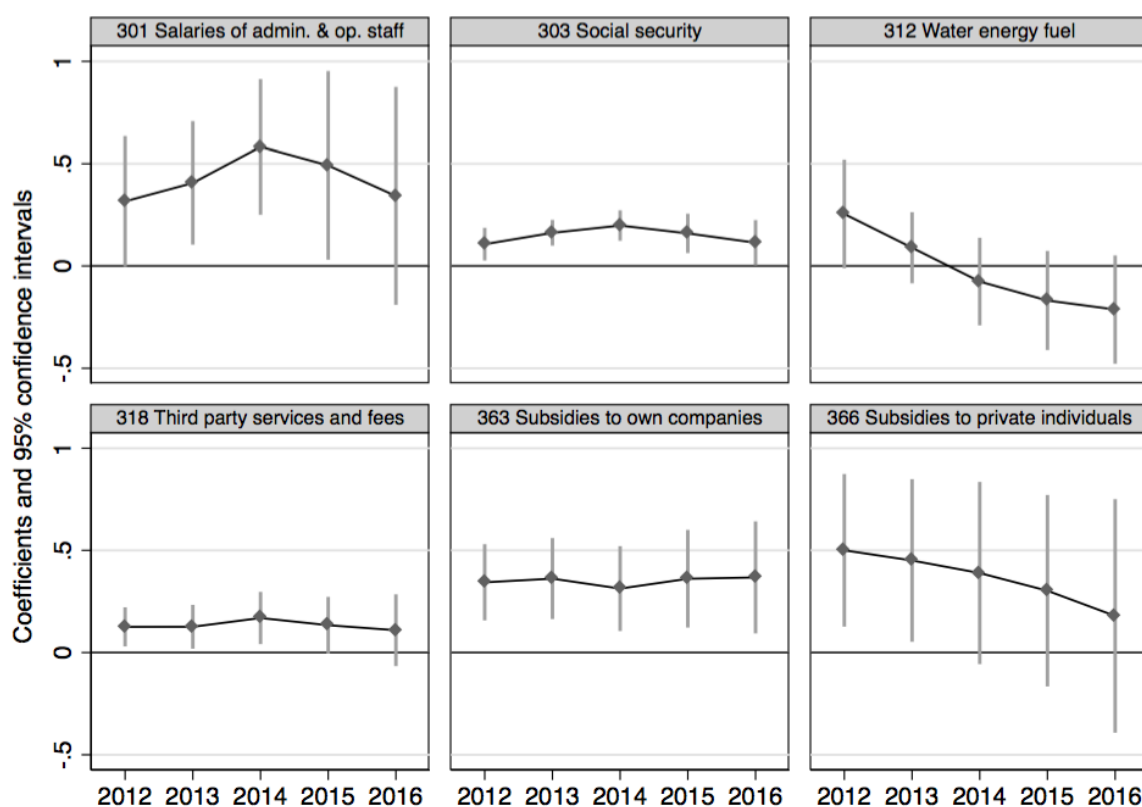 301 Salaries of admin. & op. staff
303 Social security
312 Water energy fuel
1
.5
0
-.5
318 Third party services and fees
363 Subsidies to own companies
366 Subsidies to private individuals
1
.5
0
-.5
2012 2013 2014 2015 2016
2012 2013 2014 2015 2016
2012 2013 2014 2015 2016
Coefficients and 95% confidence intervals